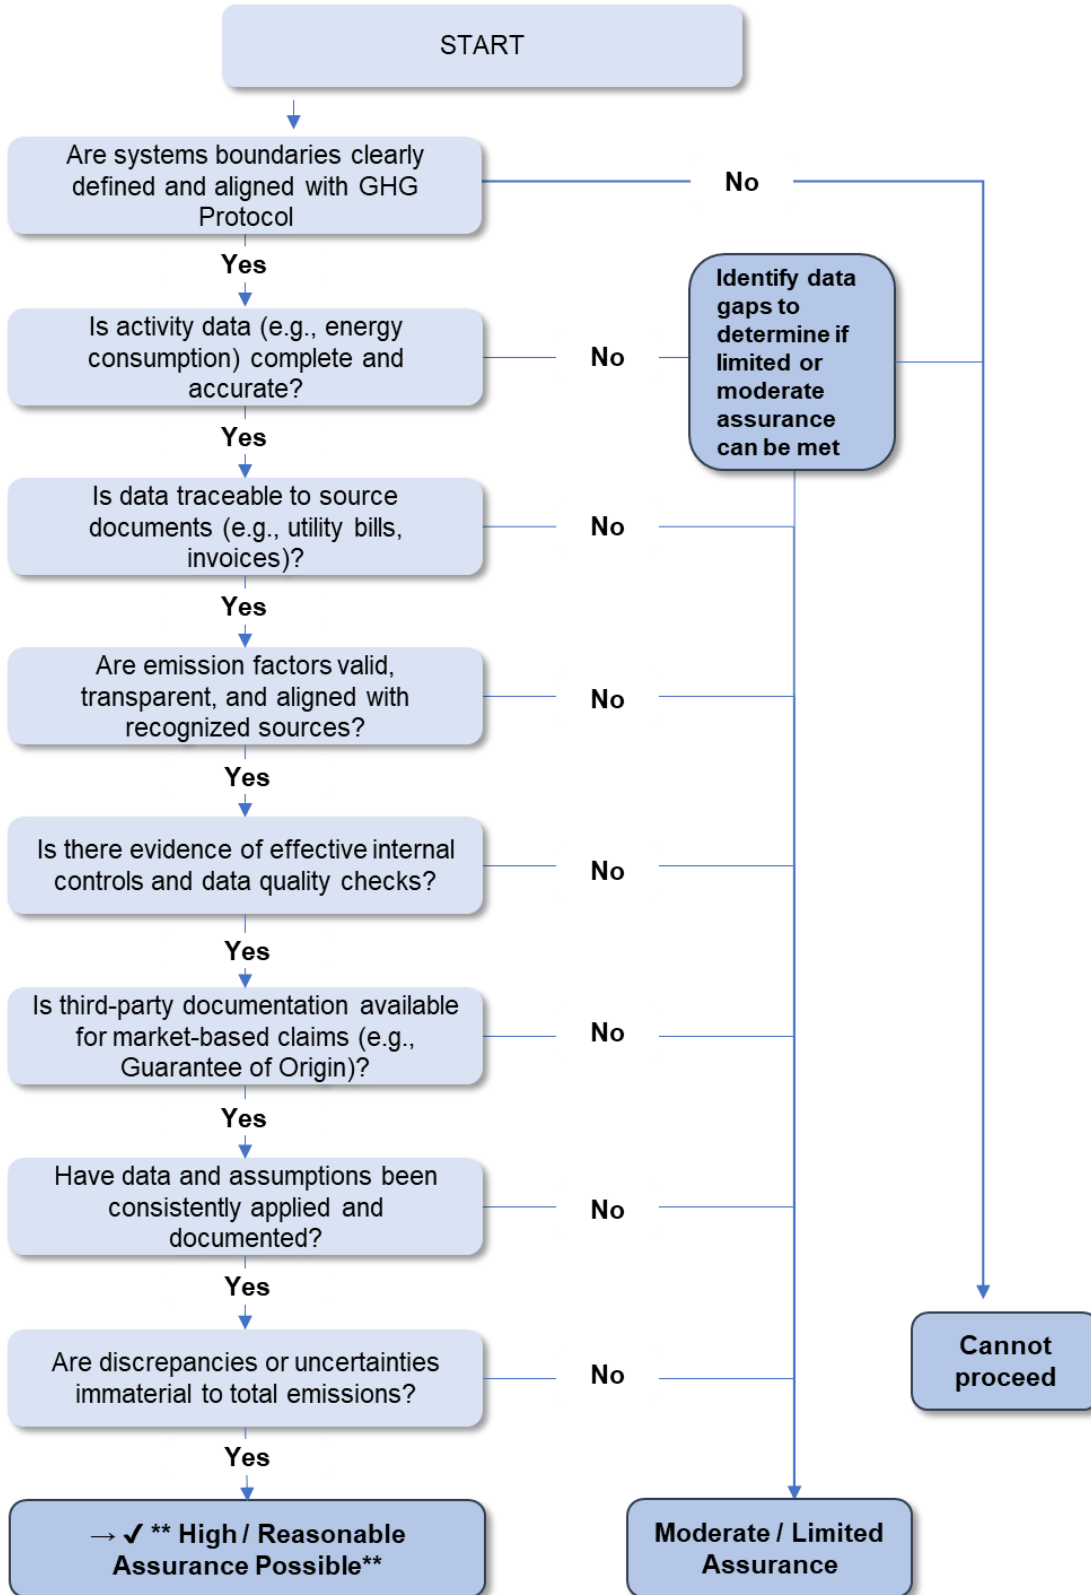 START
Are systems boundaries clearly
defined and aligned with GHG
Protocol
No
Yes
Identify data
gaps to
determine if
limited or
moderate
assurance
can be met
Is activity data (e.g., energy
consumption) complete and
accurate?
No
Yes
Is data traceable to source
documents (e.g., utility bills,
invoices)?
No
Yes
Are emission factors valid,
transparent, and aligned with
recognized sources?
No
Yes
Is there evidence of effective internal
controls and data quality checks?
No
Yes
Is third-party documentation available
for market-based claims (e.g.,
Guarantee of Origin)?
No
Yes
Have data and assumptions been
consistently applied and
documented?
No
Yes
Are discrepancies or uncertainties
immaterial to total emissions?
No
Cannot
proceed
Yes
→ ✓ ** High / Reasonable
Assurance Possible**
Moderate / Limited
Assurance